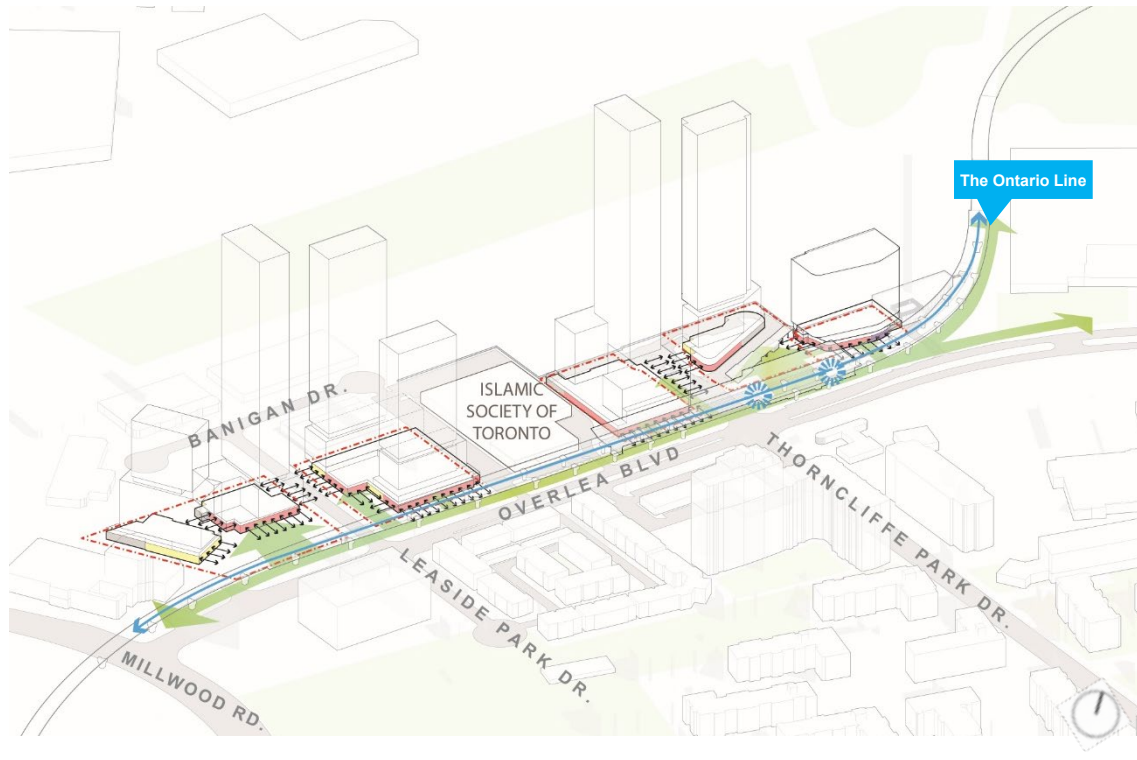 The Ontario Line
ISLAMIC
SOCIETY OF
TORONTO
BANIGAN DR.
OVERLEA BLVD
THORNCLIFFE PARK DR.
LEASIDE PARK DR.
MILLWOOD RD.